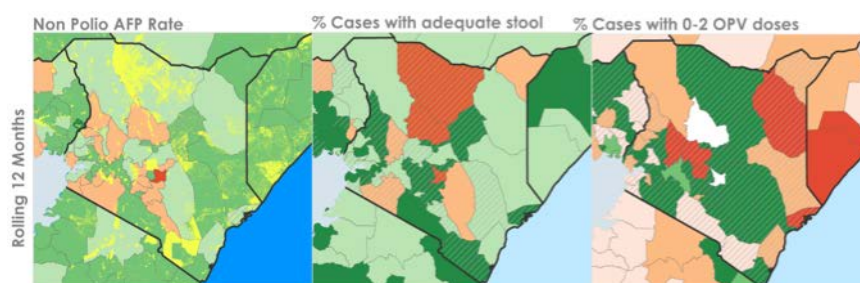 Non Polio AFP Rate
% Cases with adequate stool
% Cases with 0-2 OPV doses
Rolling 12 Months